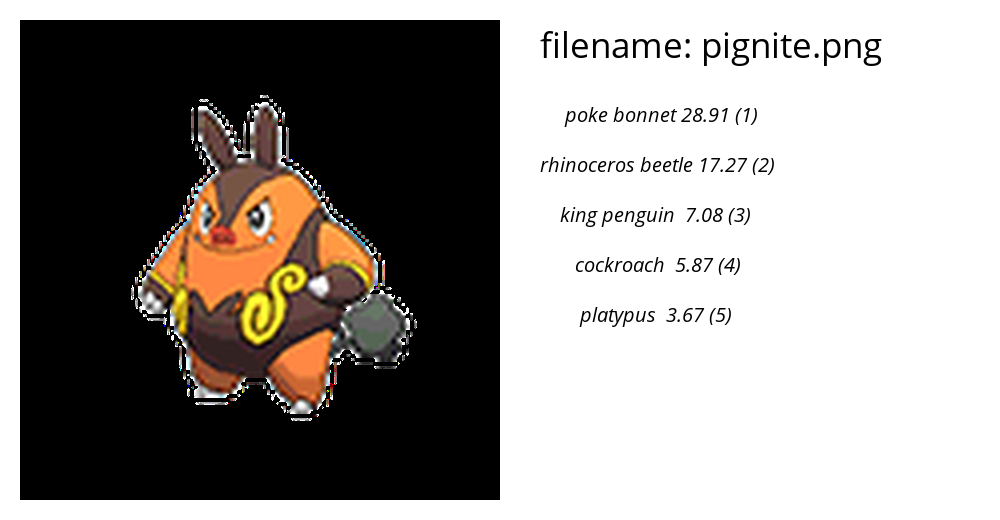 filename: pignite.png
poke bonnet 28.91 (1)
rhinoceros beetle 17.27 (2)
king penguin 7.08 (3)
cockroach 5.87 (4)
platypus 3.67 (5)